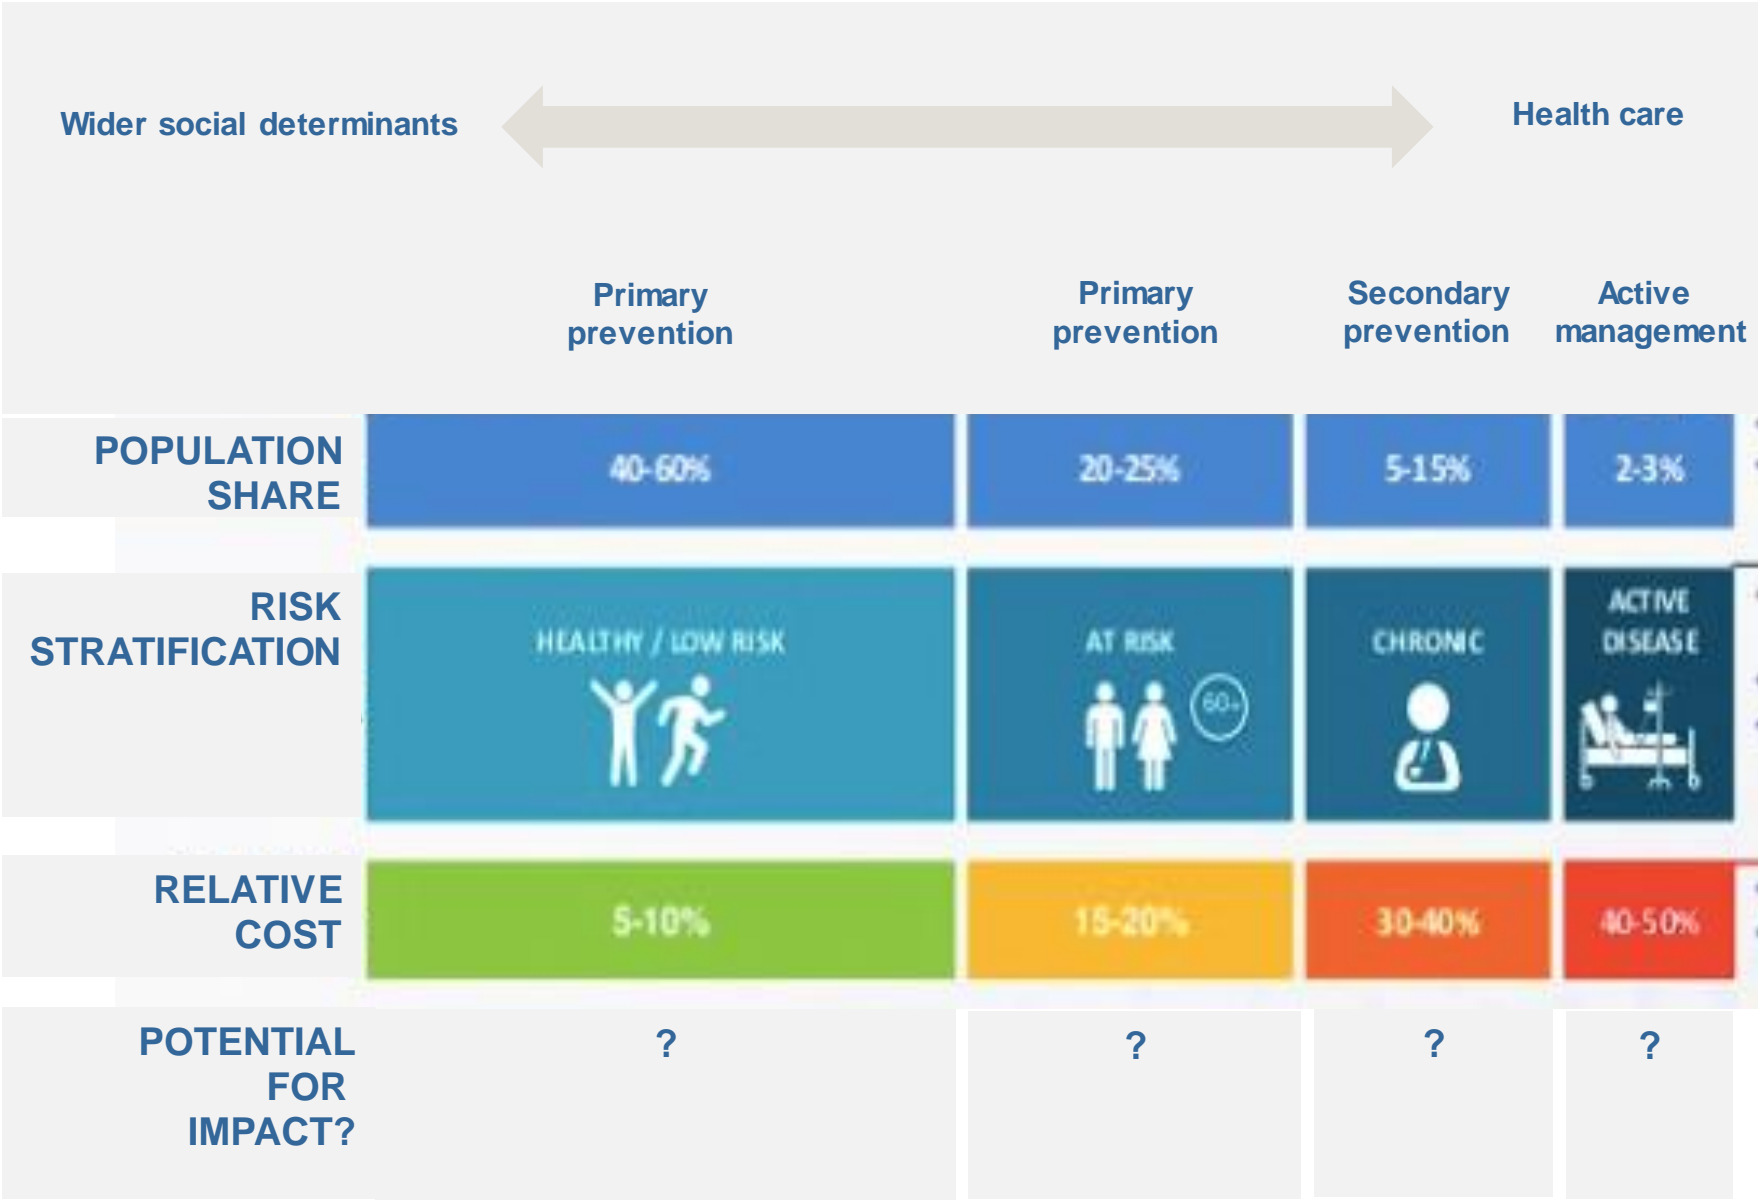 Wider social determinants
Health care
Primary
prevention
Primary
prevention
Secondary
prevention
Active
management
POPULATION
SHARE
40-60%
20-25%
5-15%
2-3%
RISK
STRATIFICATION
HEALTHY / LOW RISK
AT RISK
60+
CHRONIC
ACTIVE
DISEASE
RELATIVE
COST
5-10%
15-20%
30-40%
40-50%
POTENTIAL
FOR
IMPACT?
?
?
?
?